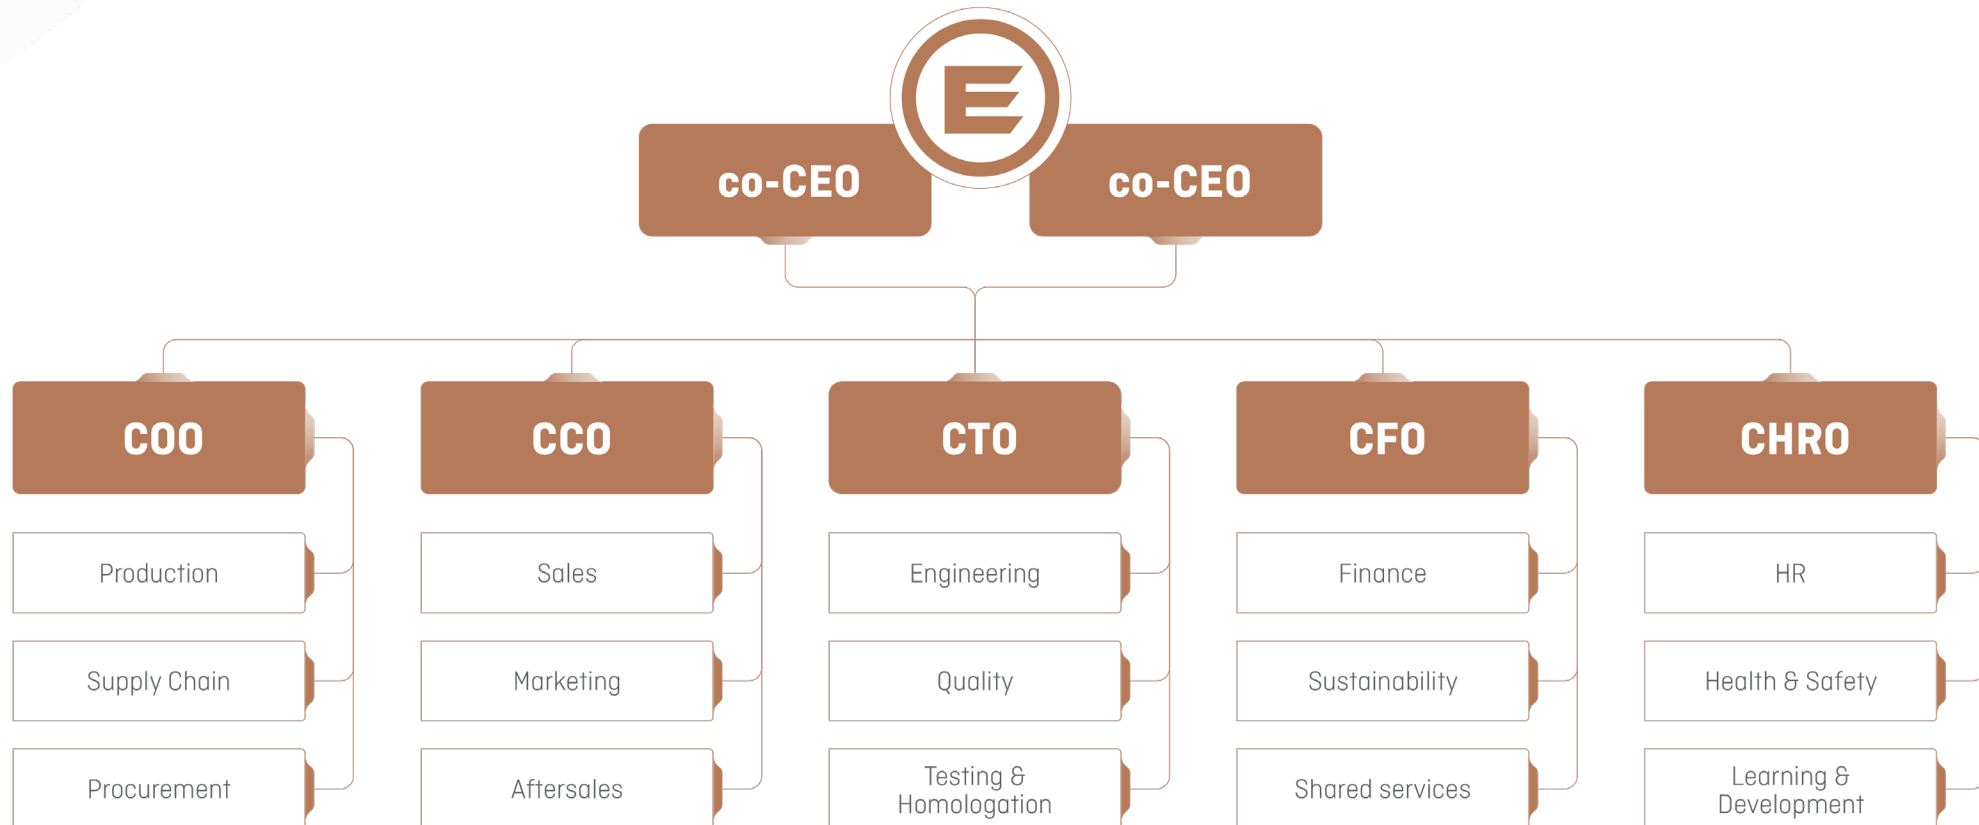 E
co-CEO
co-CEO
COO
CCO
CTO
CFO
CHRO
Production
Sales
Engineering
Finance
HR
Supply Chain
Marketing
Quality
Sustainability
Health & Safety
Procurement
Aftersales
Testing &
Homologation
Shared services
Learning &
Development